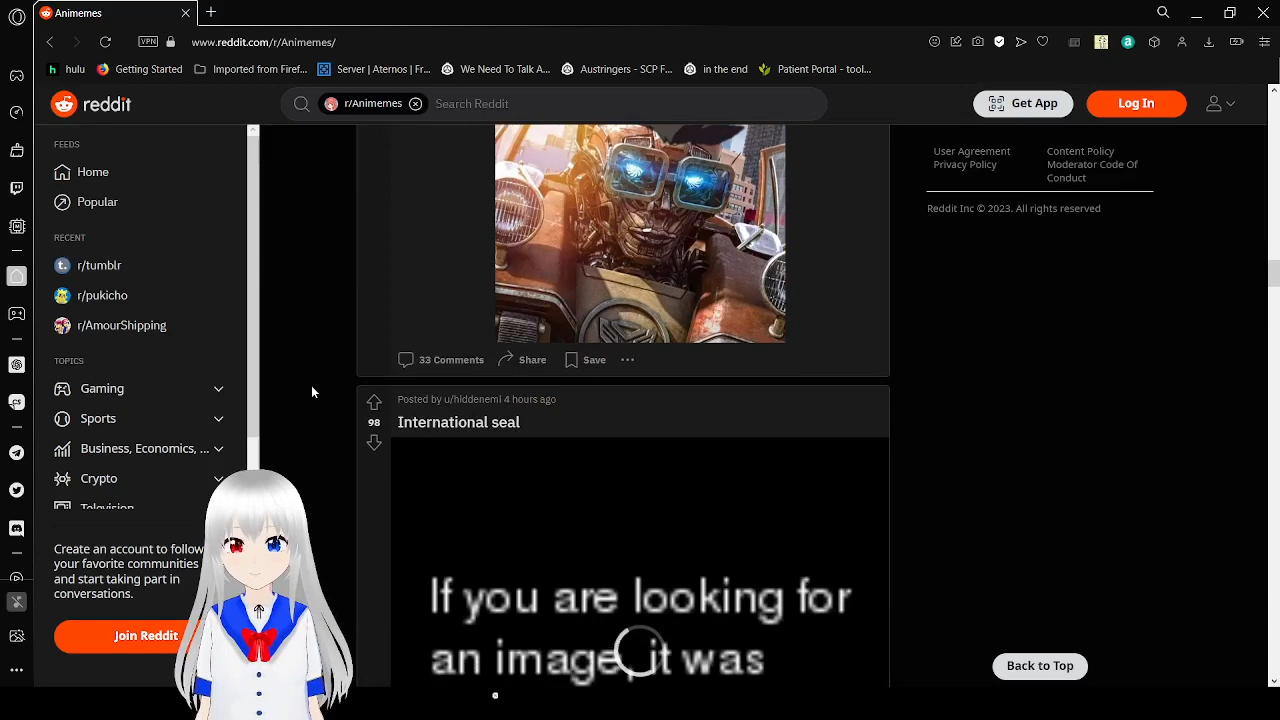 Animemes
VPN
www.reddit.com/r/Animemes/
hulu
Getting Started
Imported from Firef...
Server | Aternos | Fr...
We Need To Talk A...
Austringers - SCP F...
in the end
Patient Portal - tool...
reddit
r/Animemes
Search Reddit
Get App
Log In
FEEDS
Home
Popular
RECENT
r/tumblr
r/pukicho
r/AmourShipping
TOPICS
Gaming
Sports
Business, Economics, ...
Crypto
Television
Create an account to follow
your favorite communities
and start taking part in
conversations.
Join Reddit
33 Comments
Share
Save
Posted by u/hlddenemI 4 hours ago
98
International seal
If you are looking for
an image, it was
User Agreement
Privacy Policy
Content Policy
Moderator Code Of
Conduct
Reddit Inc © 2023. All rights reserved
Back to Top